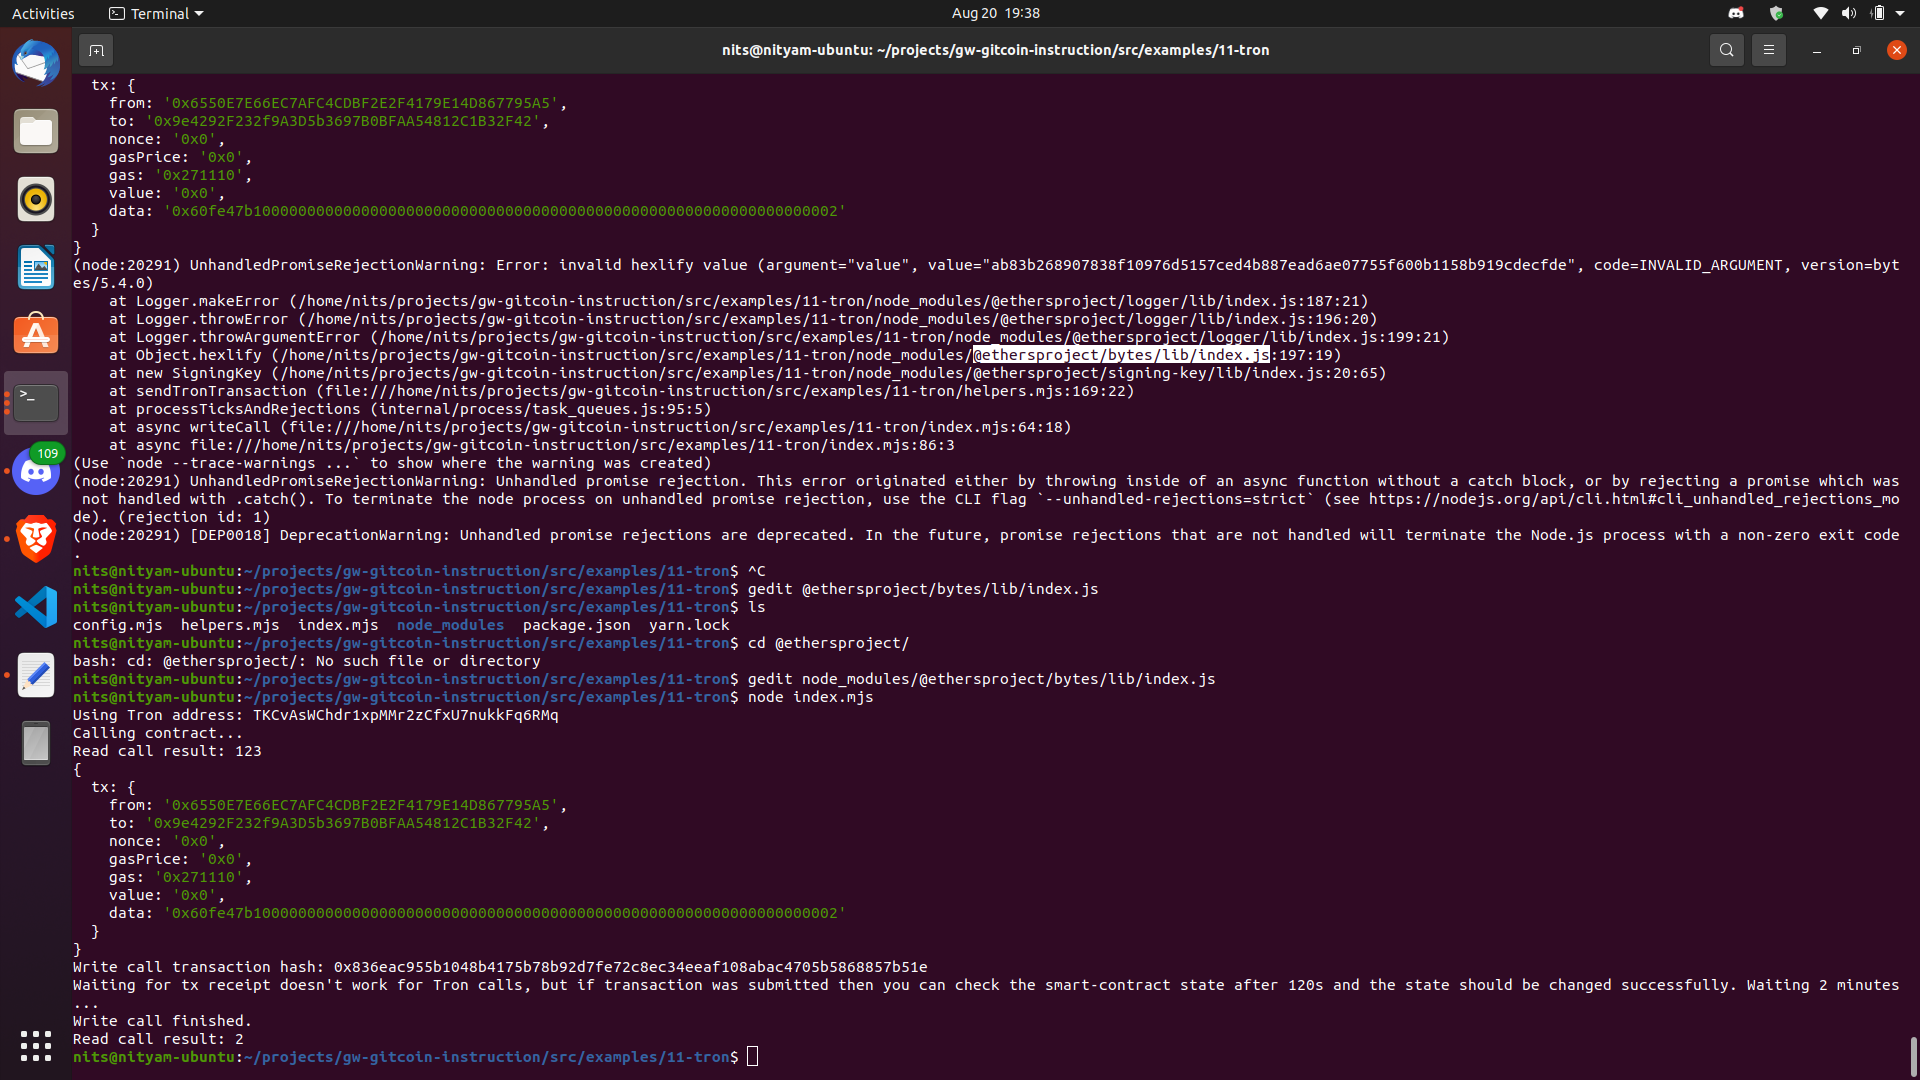 Activities
Terminal
Aug 20  19:38
nits@nityam-ubuntu: ~/projects/gw-gitcoin-instruction/src/examples/11-tron
  tx: {
    from: '0x6550E7E66EC7AFC4CDBF2E2F4179E14D867795A5',
    to: '0x9e4292F232f9A3D5b3697B0BFAA54812C1B32F42',
    nonce: '0x0',
    gasPrice: '0x0',
    gas: '0x271110',
    value: '0x0',
    data: '0x60fe47b10000000000000000000000000000000000000000000000000000000000000002'
  }
}
(node:20291) UnhandledPromiseRejectionWarning: Error: invalid hexlify value (argument="value", value="ab83b268907838f10976d5157ced4b887ead6ae07755f600b1158b919cdecfde", code=INVALID_ARGUMENT, version=byt
es/5.4.0)
    at Logger.makeError (/home/nits/projects/gw-gitcoin-instruction/src/examples/11-tron/node_modules/@ethersproject/logger/lib/index.js:187:21)
    at Logger.throwError (/home/nits/projects/gw-gitcoin-instruction/src/examples/11-tron/node_modules/@ethersproject/logger/lib/index.js:196:20)
    at Logger.throwArgumentError (/home/nits/projects/gw-gitcoin-instruction/src/examples/11-tron/node_modules/@ethersproject/logger/lib/index.js:199:21)
    at Object.hexlify (/home/nits/projects/gw-gitcoin-instruction/src/examples/11-tron/node_modules/@ethersproject/bytes/lib/index.js:197:19)
    at new SigningKey (/home/nits/projects/gw-gitcoin-instruction/src/examples/11-tron/node_modules/@ethersproject/signing-key/lib/index.js:20:65)
    at sendTronTransaction (file:///home/nits/projects/gw-gitcoin-instruction/src/examples/11-tron/helpers.mjs:169:22)
    at processTicksAndRejections (internal/process/task_queues.js:95:5)
    at async writeCall (file:///home/nits/projects/gw-gitcoin-instruction/src/examples/11-tron/index.mjs:64:18)
    at async file:///home/nits/projects/gw-gitcoin-instruction/src/examples/11-tron/index.mjs:86:3
(Use `node --trace-warnings ...` to show where the warning was created)
(node:20291) UnhandledPromiseRejectionWarning: Unhandled promise rejection. This error originated either by throwing inside of an async function without a catch block, or by rejecting a promise which was
 not handled with .catch(). To terminate the node process on unhandled promise rejection, use the CLI flag `--unhandled-rejections=strict` (see https://nodejs.org/api/cli.html#cli_unhandled_rejections_mo
de). (rejection id: 1)
(node:20291) [DEP0018] DeprecationWarning: Unhandled promise rejections are deprecated. In the future, promise rejections that are not handled will terminate the Node.js process with a non-zero exit code
.
nits@nityam-ubuntu:~/projects/gw-gitcoin-instruction/src/examples/11-tron$ ^C
nits@nityam-ubuntu:~/projects/gw-gitcoin-instruction/src/examples/11-tron$ gedit @ethersproject/bytes/lib/index.js
nits@nityam-ubuntu:~/projects/gw-gitcoin-instruction/src/examples/11-tron$ ls
config.mjs  helpers.mjs  index.mjs  node_modules  package.json  yarn.lock
nits@nityam-ubuntu:~/projects/gw-gitcoin-instruction/src/examples/11-tron$ cd @ethersproject/
bash: cd: @ethersproject/: No such file or directory
nits@nityam-ubuntu:~/projects/gw-gitcoin-instruction/src/examples/11-tron$ gedit node_modules/@ethersproject/bytes/lib/index.js
nits@nityam-ubuntu:~/projects/gw-gitcoin-instruction/src/examples/11-tron$ node index.mjs
Using Tron address: TKCvAsWChdr1xpMMr2zCfxU7nukkFq6RMq
Calling contract...
Read call result: 123
{
  tx: {
    from: '0x6550E7E66EC7AFC4CDBF2E2F4179E14D867795A5',
    to: '0x9e4292F232f9A3D5b3697B0BFAA54812C1B32F42',
    nonce: '0x0',
    gasPrice: '0x0',
    gas: '0x271110',
    value: '0x0',
    data: '0x60fe47b10000000000000000000000000000000000000000000000000000000000000002'
  }
}
Write call transaction hash: 0x836eac955b1048b4175b78b92d7fe72c8ec34eeaf108abac4705b5868857b51e
Waiting for tx receipt doesn't work for Tron calls, but if transaction was submitted then you can check the smart-contract state after 120s and the state should be changed successfully. Waiting 2 minutes
...
Write call finished.
Read call result: 2
nits@nityam-ubuntu:~/projects/gw-gitcoin-instruction/src/examples/11-tron$
109